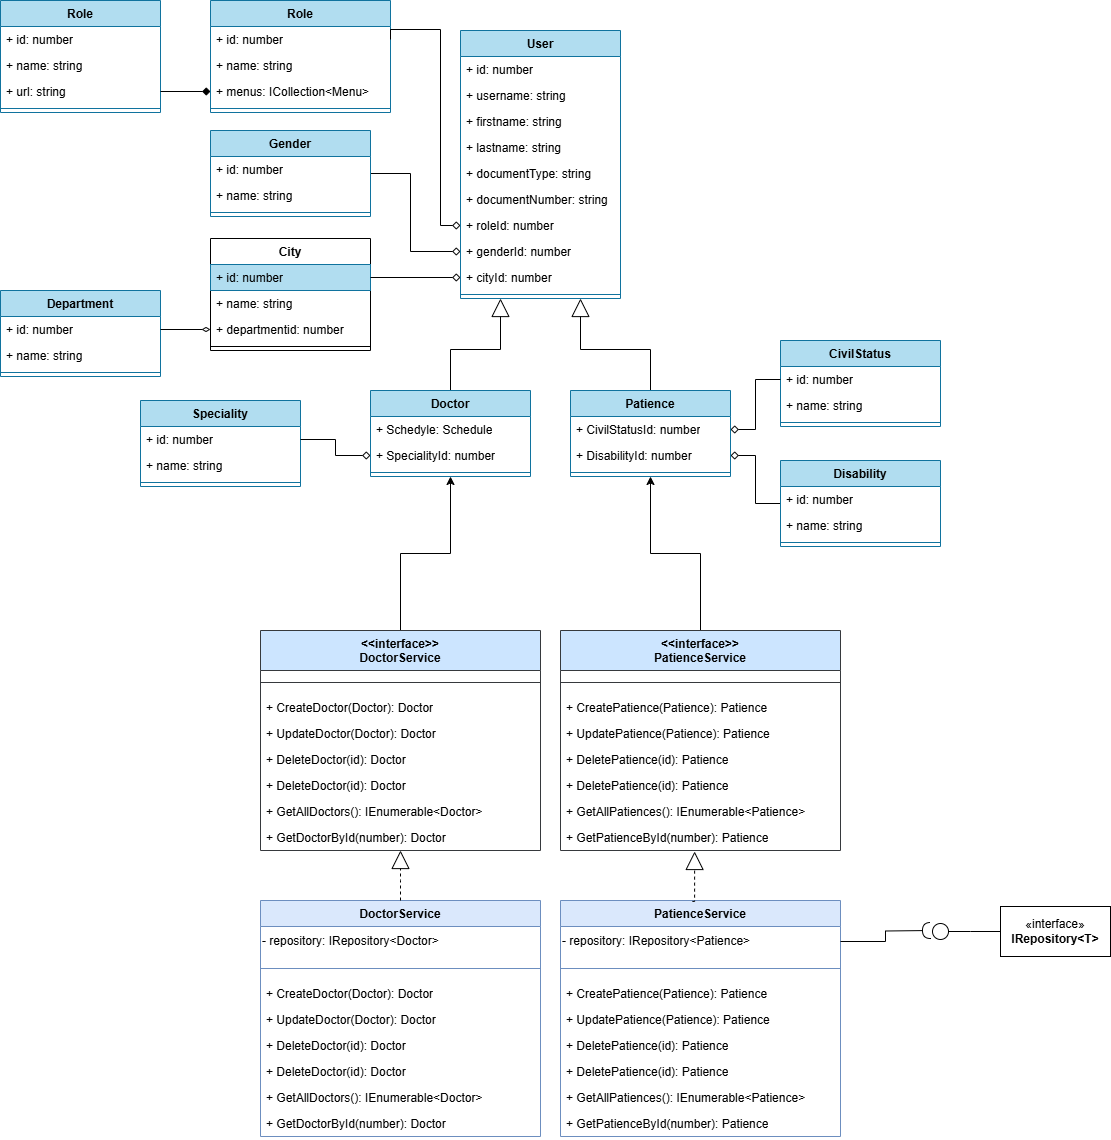 Role
+ id: number
+ name: string
+ url: string
Role
+ id: number
+ name: string
+ menus: ICollection<Menu>
User
+ id: number
+ username: string
+ firstname: string
+ lastname: string
+ documentType: string
+ documentNumber: string
+ roleId: number
+ genderId: number
+ cityId: number
Gender
+ id: number
+ name: string
City
+ id: number
+ name: string
+ departmentid: number
Department
+ id: number
+ name: string
Speciality
+ id: number
+ name: string
Doctor
+ Schedyle: Schedule
+ SpecialityId: number
Patience
+ CivilStatusId: number
+ DisabilityId: number
CivilStatus
+ id: number
+ name: string
Disability
+ id: number
+ name: string
<<interface>>
DoctorService
+ CreateDoctor(Doctor): Doctor
+ UpdateDoctor(Doctor): Doctor
+ DeleteDoctor(id): Doctor
+ DeleteDoctor(id): Doctor
+ GetAllDoctors(): IEnumerable<Doctor>
+ GetDoctorById(number): Doctor
<<interface>>
PatienceService
+ CreatePatience(Patience): Patience
+ UpdatePatience(Patience): Patience
+ DeletePatience(id): Patience
+ DeletePatience(id): Patience
+ GetAllPatiences(): IEnumerable<Patience>
+ GetPatienceById(number): Patience
DoctorService
- repository: IRepository<Doctor>
+ CreateDoctor(Doctor): Doctor
+ UpdateDoctor(Doctor): Doctor
+ DeleteDoctor(id): Doctor
+ DeleteDoctor(id): Doctor
+ GetAllDoctors(): IEnumerable<Doctor>
+ GetDoctorById(number): Doctor
PatienceService
- repository: IRepository<Patience>
+ CreatePatience(Patience): Patience
+ UpdatePatience(Patience): Patience
+ DeletePatience(id): Patience
+ DeletePatience(id): Patience
+ GetAllPatiences(): IEnumerable<Patience>
+ GetPatienceById(number): Patience
«interface»
IRepository<T>